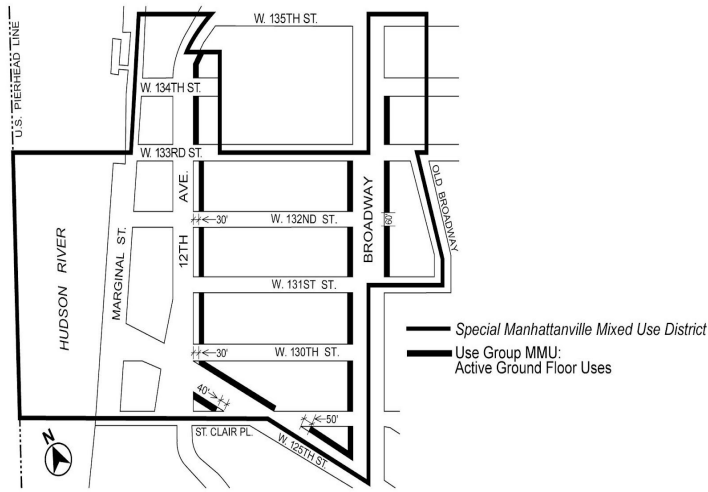 W. 135TH ST.
U.S. PIERHEAD LINE
W. 134TH ST.
W. 133RD ST.
OLD BROADWAY
AVE.
BROADWAY
30'
W. 132ND ST.
60'
HUDSON RIVER
MARGINAL ST.
12TH
W. 131ST ST.
Special Manhattanville Mixed Use District
30'
W. 130TH ST.
Use Group MMU:
Active Ground Floor Uses
40'
50'
ST. CLAIR PL.
W. 125TH ST.
N